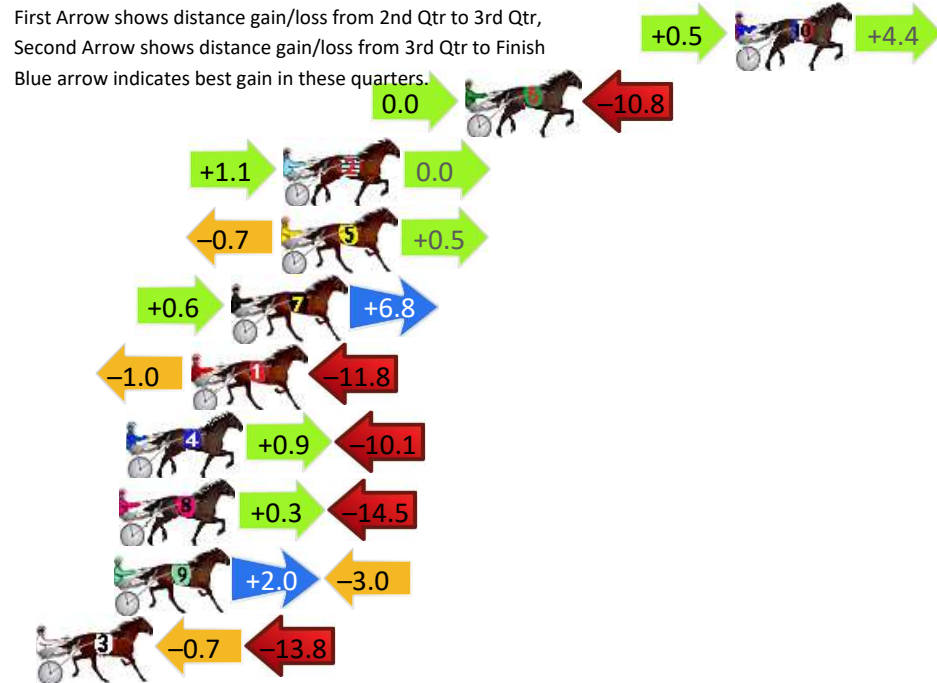 First Arrow shows distance gain/loss from 2nd Qtr to 3rd Qtr,
Second Arrow shows distance gain/loss from 3rd Qtr to Finish
Blue arrow indicates best gain in these quarters.
+0.5 10 +4.4
0.0 6 –10.8
+1.1 2 0.0
–0.7 5 +0.5
+0.6 7 +6.8
–1.0 1 –11.8
4 +0.9 –10.1
8 +0.3 –14.5
9 +2.0 –3.0
3 –0.7 –13.8